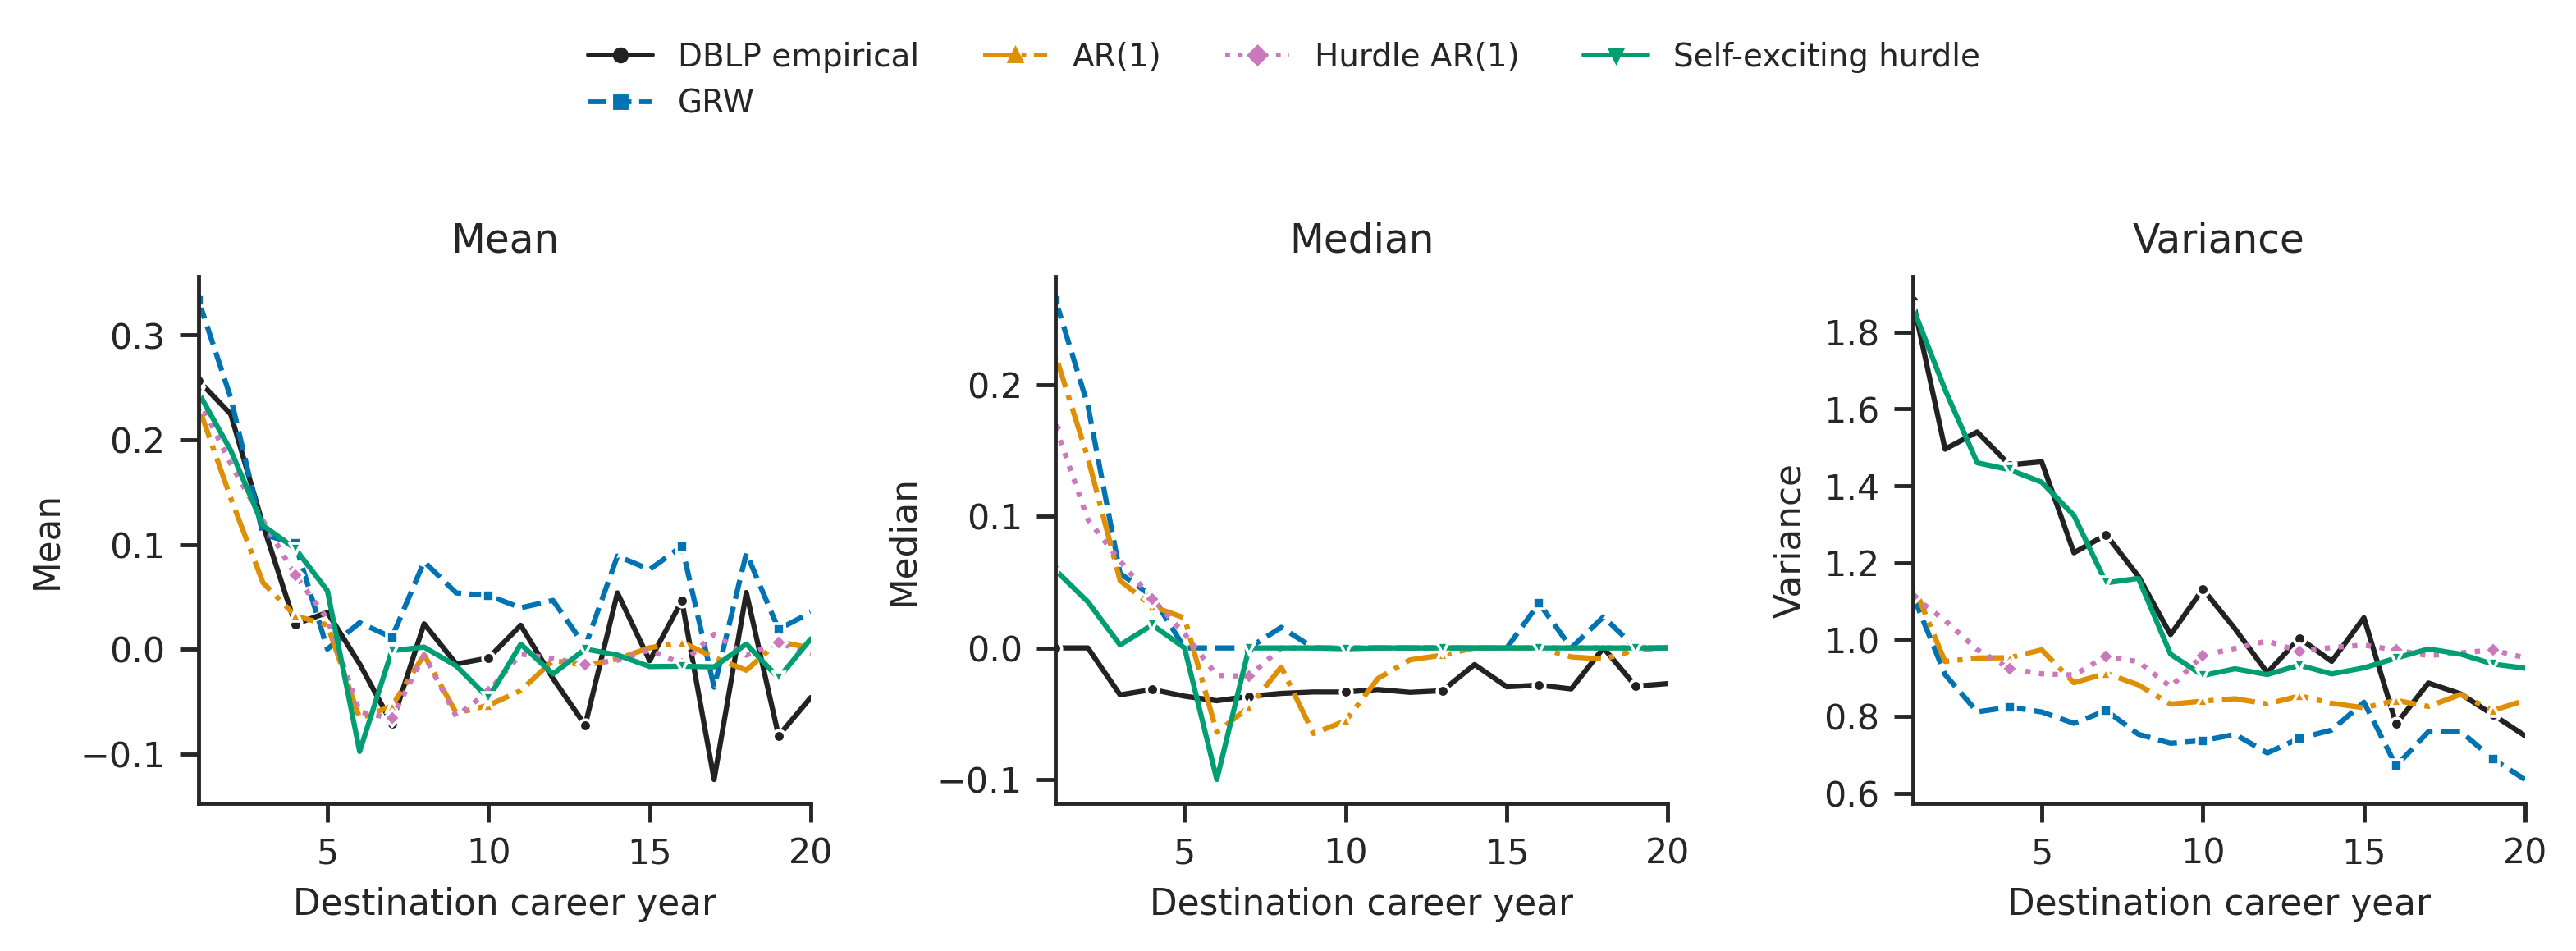 DBLP empirical AR(1) Hurdle AR(1) Self-exciting hurdle
GRW
Mean
0.3
0.2
0.1
0.0
−0.1
Mean
5 10 15 20
Destination career year
Median
0.2
0.1
0.0
−0.1
Median
5 10 15 20
Destination career year
Variance
1.8
1.6
1.4
1.2
1.0
0.8
0.6
Variance
5 10 15 20
Destination career year